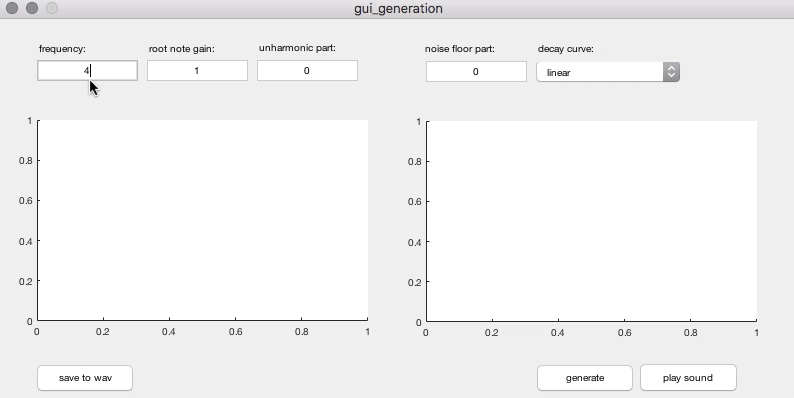 gui_generation
frequency: root note gain: unharmonic part: noise floor part: decay curve:
4 1 0 0 linear
1 1
0.8 0.8
0.6 0.6
0.4 0.4
0.2 0.2
0 0
0 0.2 0.4 0.6 0.8 1 0 0.2 0.4 0.6 0.8 1
save to wav generate play sound